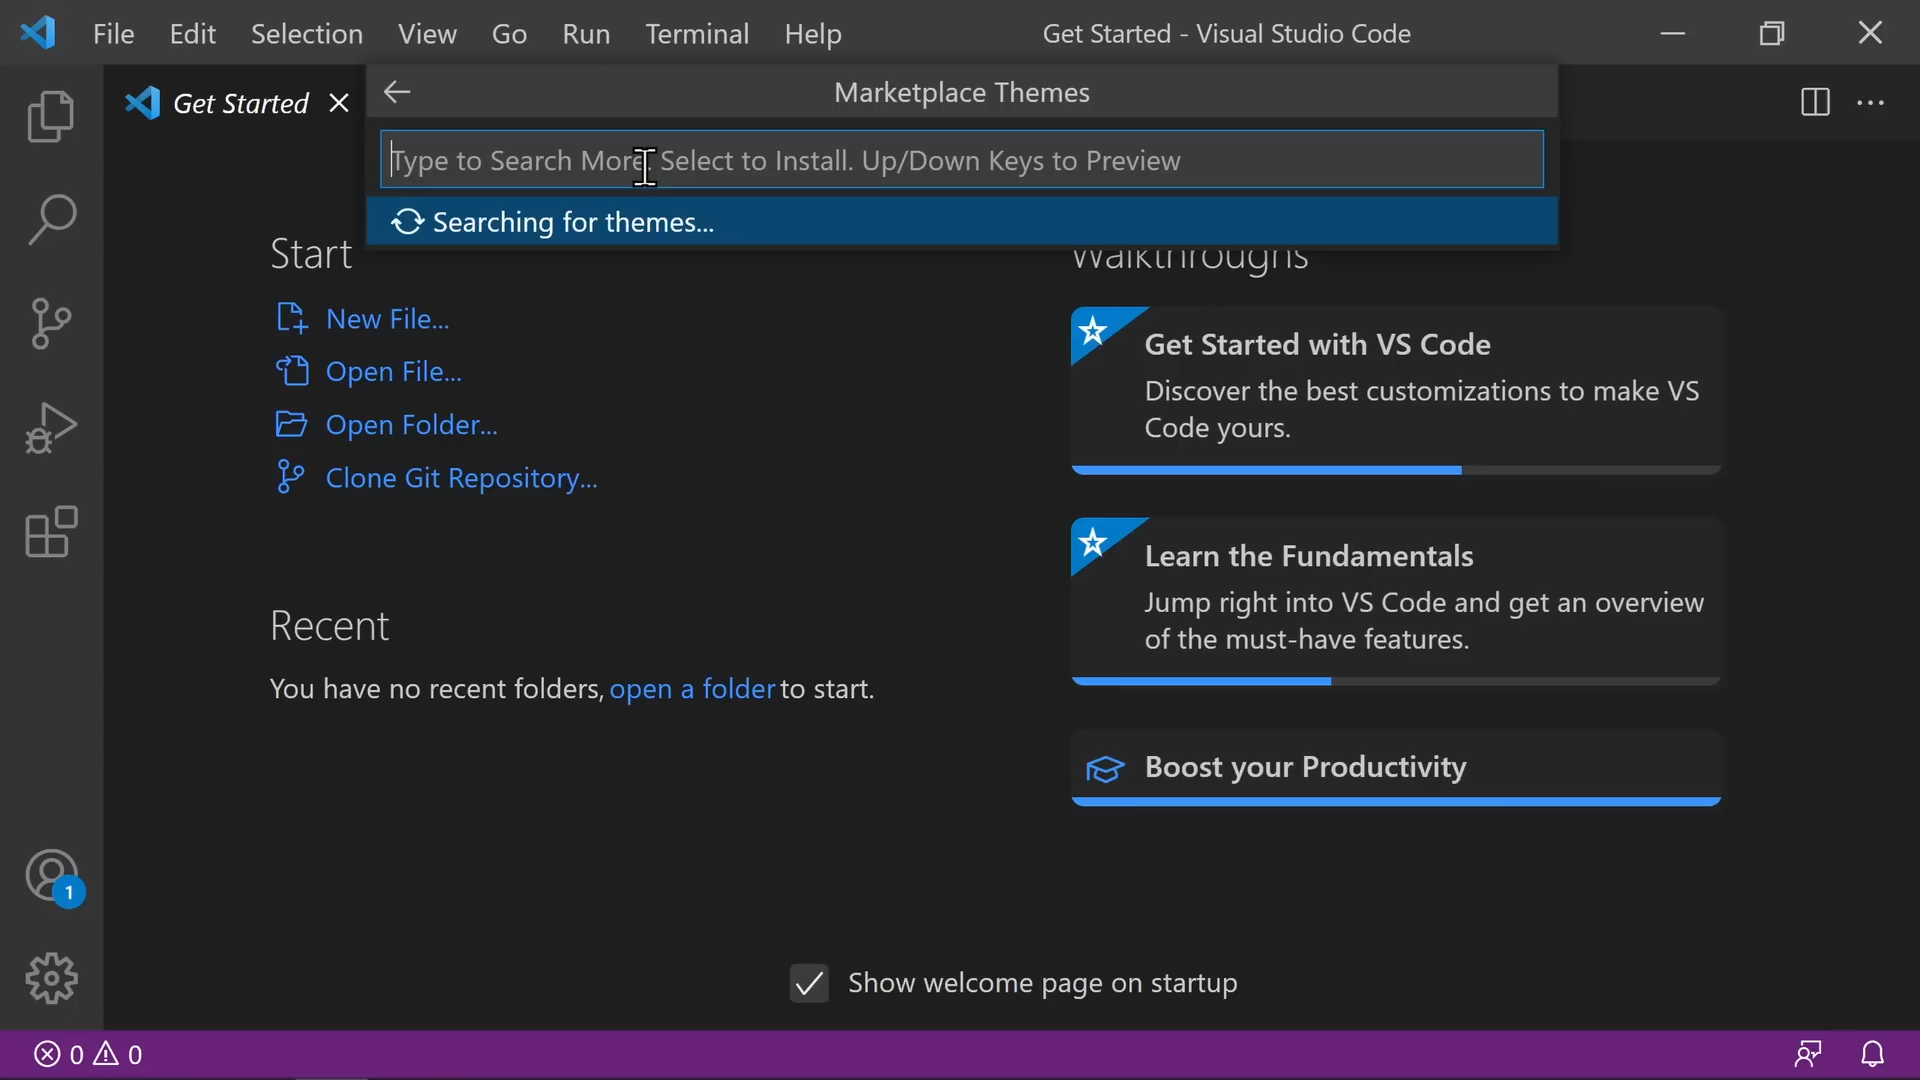 File Edit Selection View Go Run Terminal Help Get Started - Visual Studio Code
Get Started
Marketplace Themes
Type to Search More. Select to Install. Up/Down Keys to Preview
Searching for themes...
Start
New File...
Open File...
Open Folder...
Clone Git Repository...
Recent
You have no recent folders, open a folder to start.
Walkthroughs
Get Started with VS Code
Discover the best customizations to make VS
Code yours.
Learn the Fundamentals
Jump right into VS Code and get an overview
of the must-have features.
Boost your Productivity
1
Show welcome page on startup
0 0